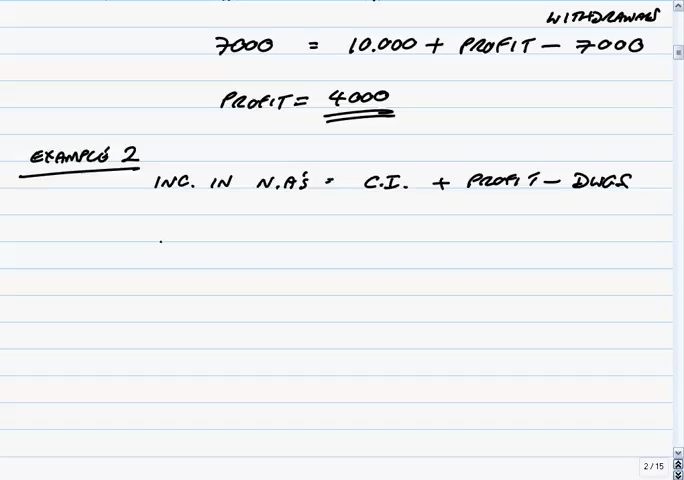 WITHDRAWALS
7000 = 10.000 + PROFIT - 7000
PROFIT = 4000
EXAMPLE 2
INC. IN N.A's = C.I. + PROFIT - DWGS
2 / 15